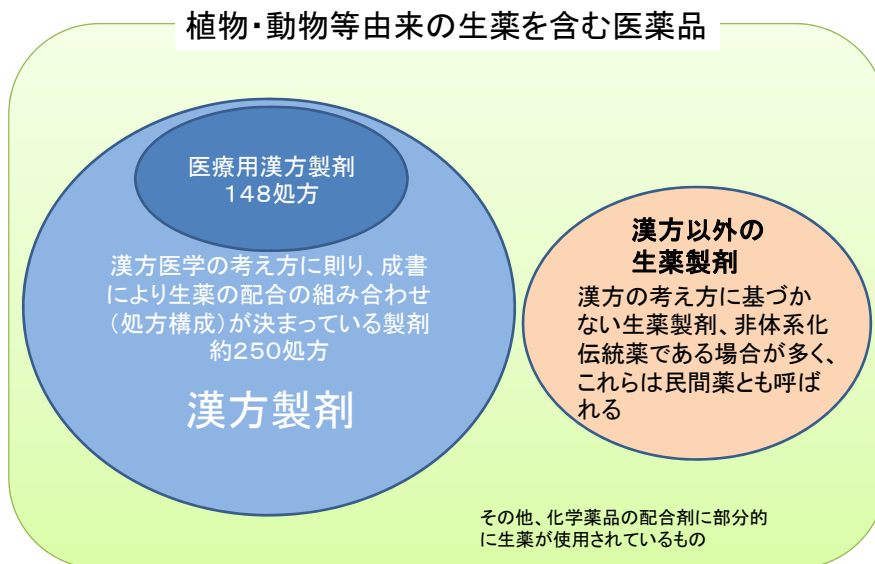 植物・動物等由来の生薬を含む医薬品
医療用漢方製剤
148処方
漢方医学の考え方に則り、成書
により生薬の配合の組み合わせ
（処方構成）が決まっている製剤
約250処方
漢方製剤
漢方以外の
生薬製剤
漢方の考え方に基づか
ない生薬製剤、非体系化
伝統薬である場合が多く、
これらは民間薬とも呼ば
れる
その他、化学薬品の配合剤に部分的
に生薬が使用されているもの